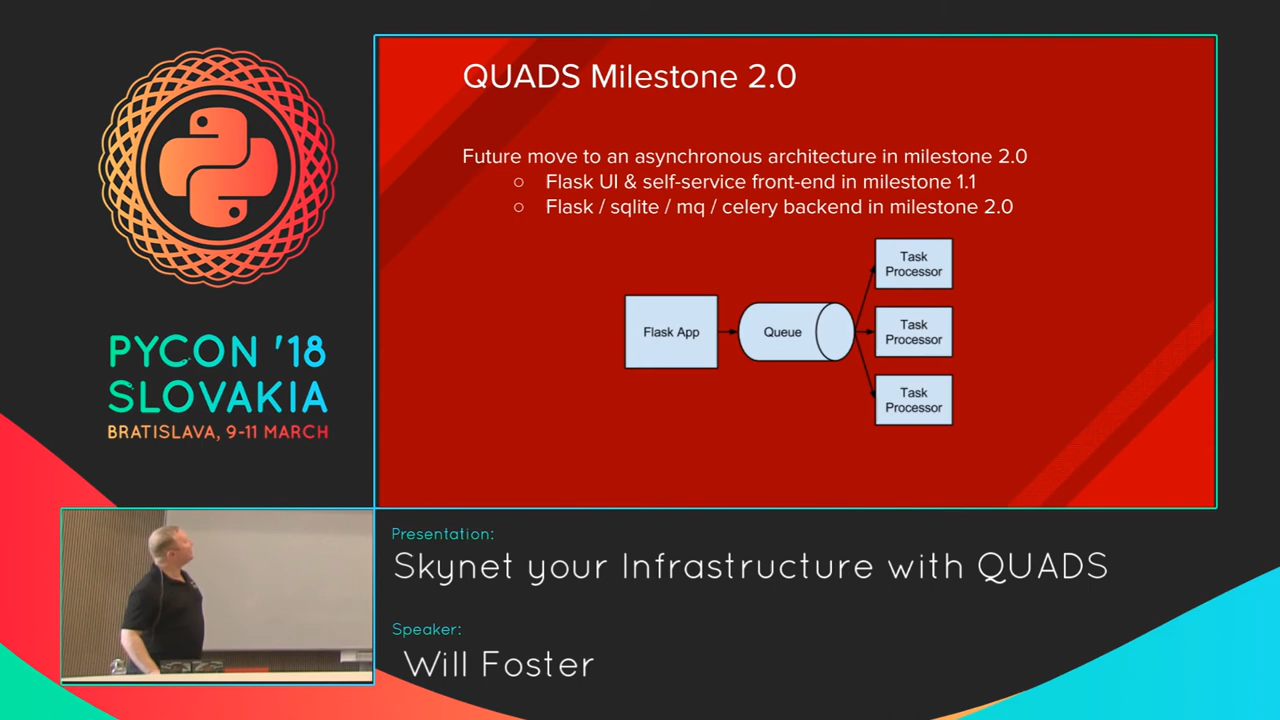 QUADS Milestone 2.0
Future move to an asynchronous architecture in milestone 2.0
○ Flask UI & self-service front-end in milestone 1.1
○ Flask / sqlite / mq / celery backend in milestone 2.0
Flask App
Queue
Task
Processor
Task
Processor
Task
Processor
PYCON '18
SLOVAKIA
BRATISLAVA, 9-11 MARCH
Presentation:
Skynet your Infrastructure with QUADS
Speaker:
Will Foster